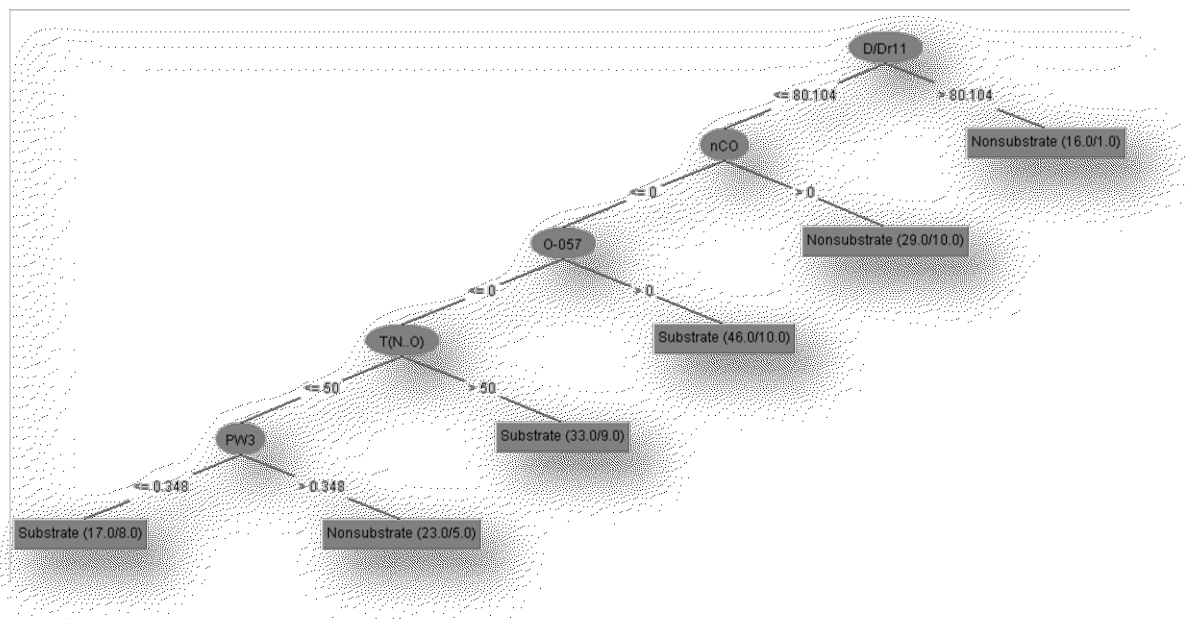 D/Dr11
<= 80.104
> 80.104
nCO
Nonsubstrate (16.0/1.0)
<= 0
> 0
O-057
Nonsubstrate (29.0/10.0)
<= 0
> 0
T(N..O)
Substrate (46.0/10.0)
<= 50
> 50
PW3
Substrate (33.0/9.0)
<= 0.348
> 0.348
Substrate (17.0/8.0)
Nonsubstrate (23.0/5.0)